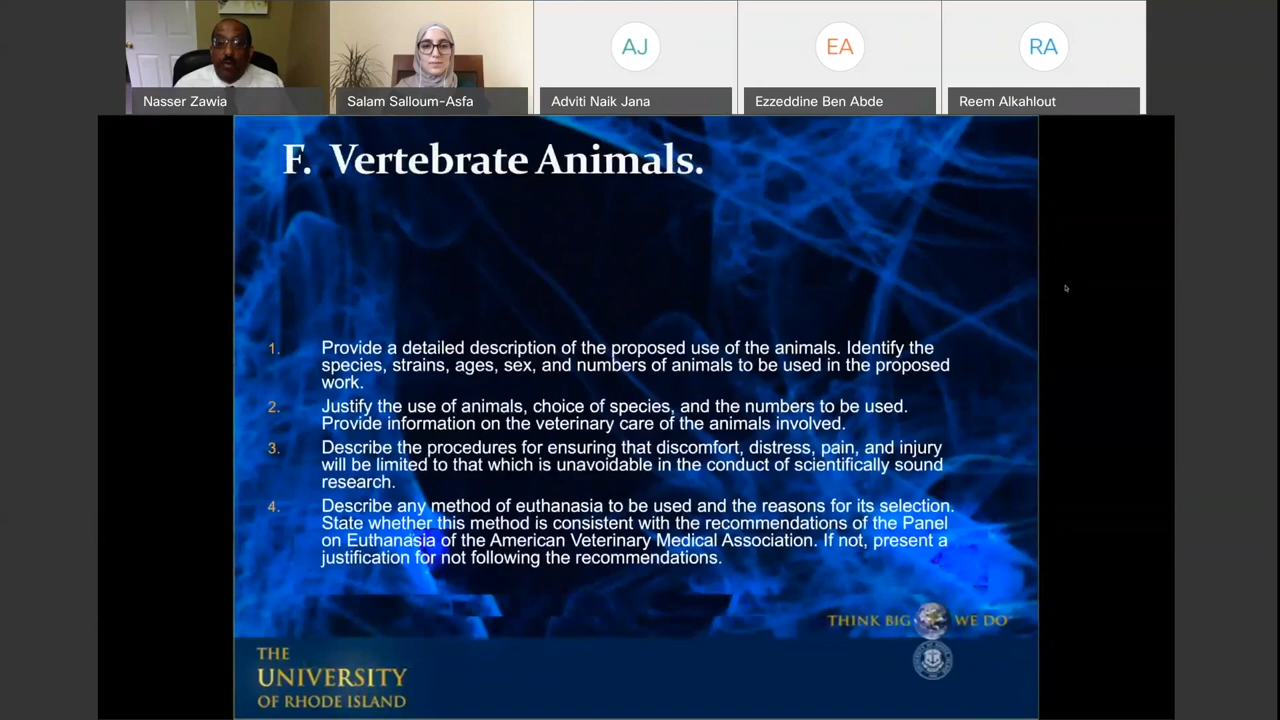 AJ
EA
RA
Nasser Zawia
Salam Salloum-Asfa
Adviti Naik Jana
Ezzeddine Ben Abde
Reem Alkahlout
F. Vertebrate Animals.
1. Provide a detailed description of the proposed use of the animals. Identify the
species, strains, ages, sex, and numbers of animals to be used in the proposed
work.
2. Justify the use of animals, choice of species, and the numbers to be used.
Provide information on the veterinary care of the animals involved.
3. Describe the procedures for ensuring that discomfort, distress, pain, and injury
will be limited to that which is unavoidable in the conduct of scientifically sound
research.
4. Describe any method of euthanasia to be used and the reasons for its selection.
State whether this method is consistent with the recommendations of the Panel
on Euthanasia of the American Veterinary Medical Association. If not, present a
justification for not following the recommendations.
THINK BIG WE DO
THE
UNIVERSITY
OF RHODE ISLAND